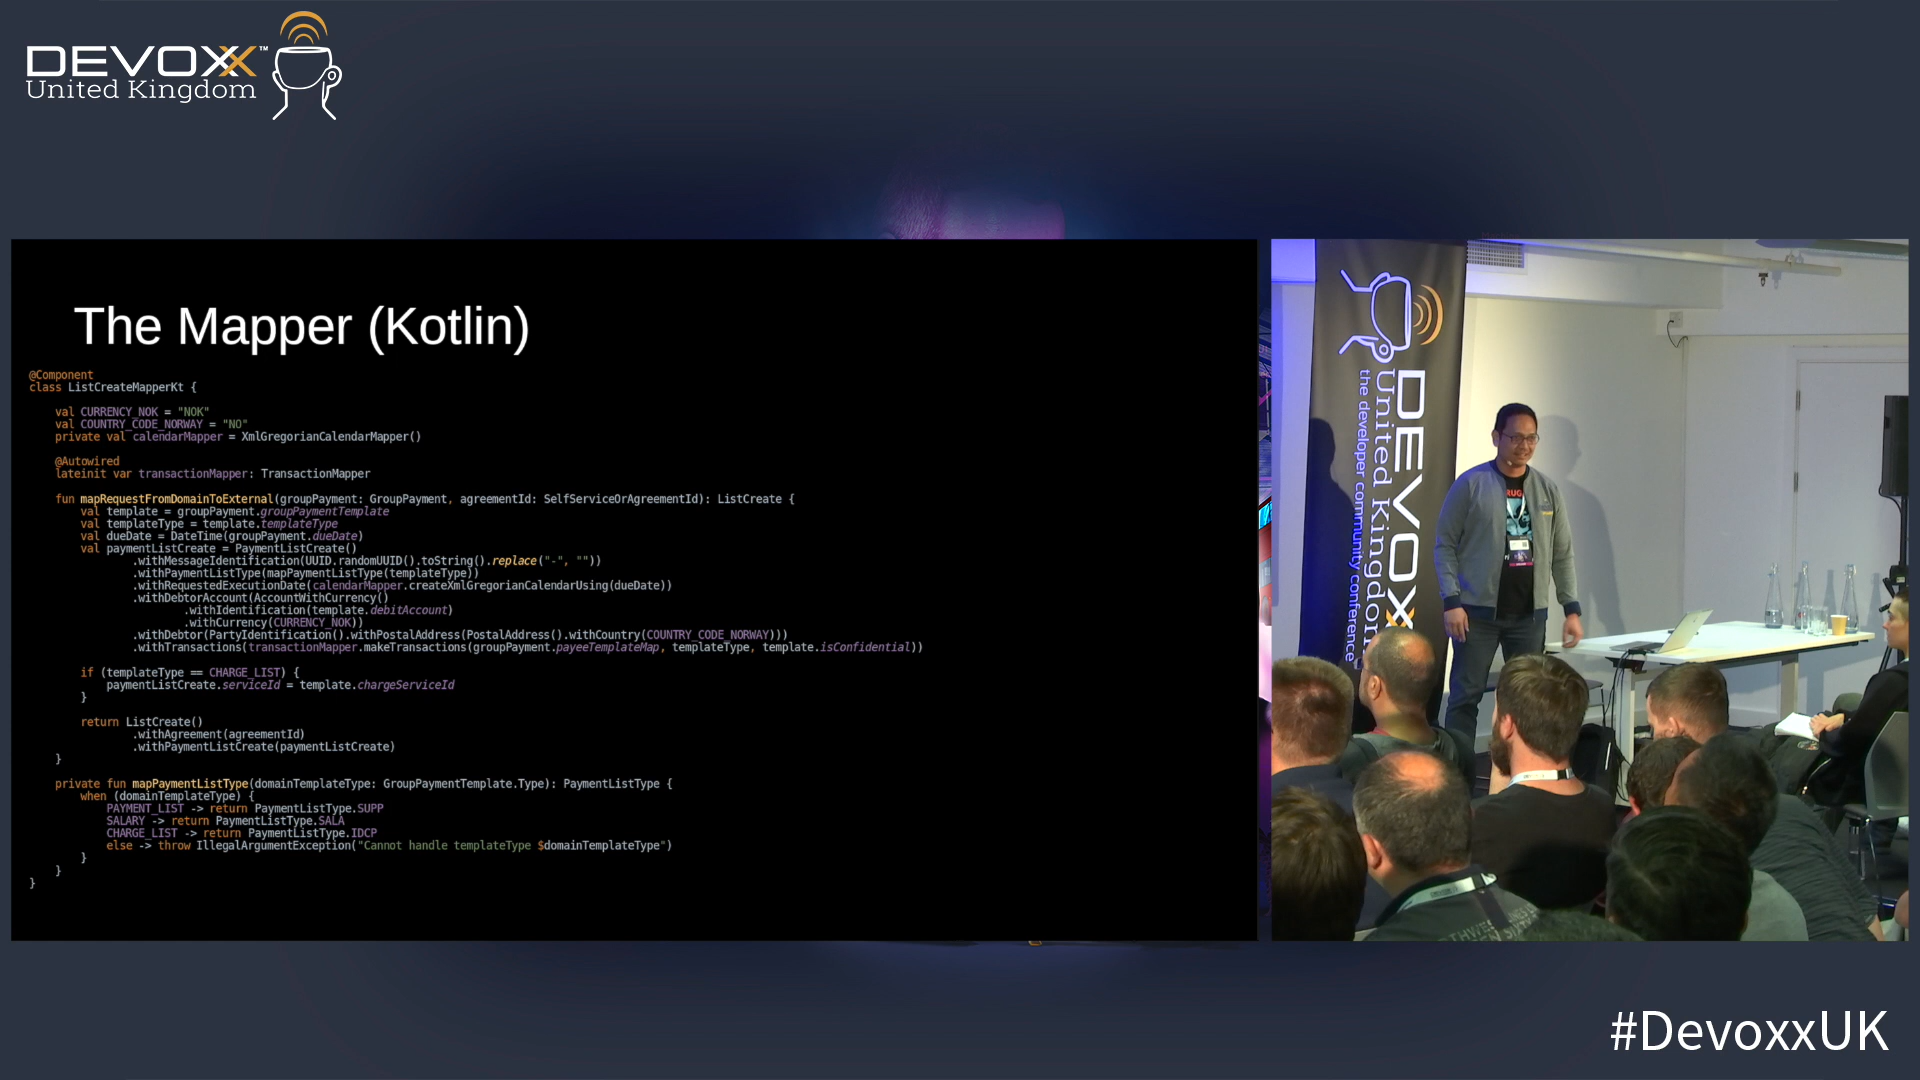 DEVOXX™
United Kingdom
The Mapper (Kotlin)
@Component
class ListCreateMapperKt {
val CURRENCY_NOK = "NOK"
val COUNTRY_CODE_NORWAY = "NO"
private val calendarMapper = XmlGregorianCalendarMapper()
@Autowired
lateinit var transactionMapper: TransactionMapper
fun mapRequestFromDomainToExternal(groupPayment: GroupPayment, agreementId: SelfServiceOrAgreementId): ListCreate {
val template = groupPayment.groupPaymentTemplate
val templateType = template.templateType
val dueDate = DateTime(groupPayment.dueDate)
val paymentListCreate = PaymentListCreate()
.withMessageIdentification(UUID.randomUUID().toString().replace("-", ""))
.withPaymentListType(mapPaymentListType(templateType))
.withRequestedExecutionDate(calendarMapper.createXmlGregorianCalendarUsing(dueDate))
.withDebtorAccount(AccountWithCurrency()
.withIdentification(template.debitAccount)
.withCurrency(CURRENCY_NOK))
.withDebtor(PartyIdentification().withPostalAddress(PostalAddress().withCountry(COUNTRY_CODE_NORWAY)))
.withTransactions(transactionMapper.makeTransactions(groupPayment.payeeTemplateMap, templateType, template.isConfidential))
if (templateType == CHARGE_LIST) {
paymentListCreate.serviceId = template.chargeServiceId
}
return ListCreate()
.withAgreement(agreementId)
.withPaymentListCreate(paymentListCreate)
}
private fun mapPaymentListType(domainTemplateType: GroupPaymentTemplate.Type): PaymentListType {
when (domainTemplateType) {
PAYMENT_LIST -> return PaymentListType.SUPP
SALARY -> return PaymentListType.SALA
CHARGE_LIST -> return PaymentListType.IDCP
else -> throw IllegalArgumentException("Cannot handle templateType $domainTemplateType")
}
}
}
DEVOXX
United Kingdom
the developer community conference
#DevoxxUK